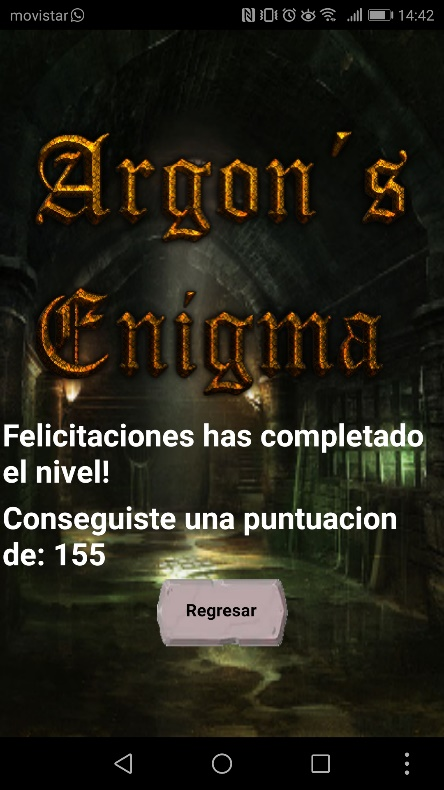 movistar 14:42
Argon´s
Enigma
Felicitaciones has completado
el nivel!
Conseguiste una puntuacion
de: 155
Regresar